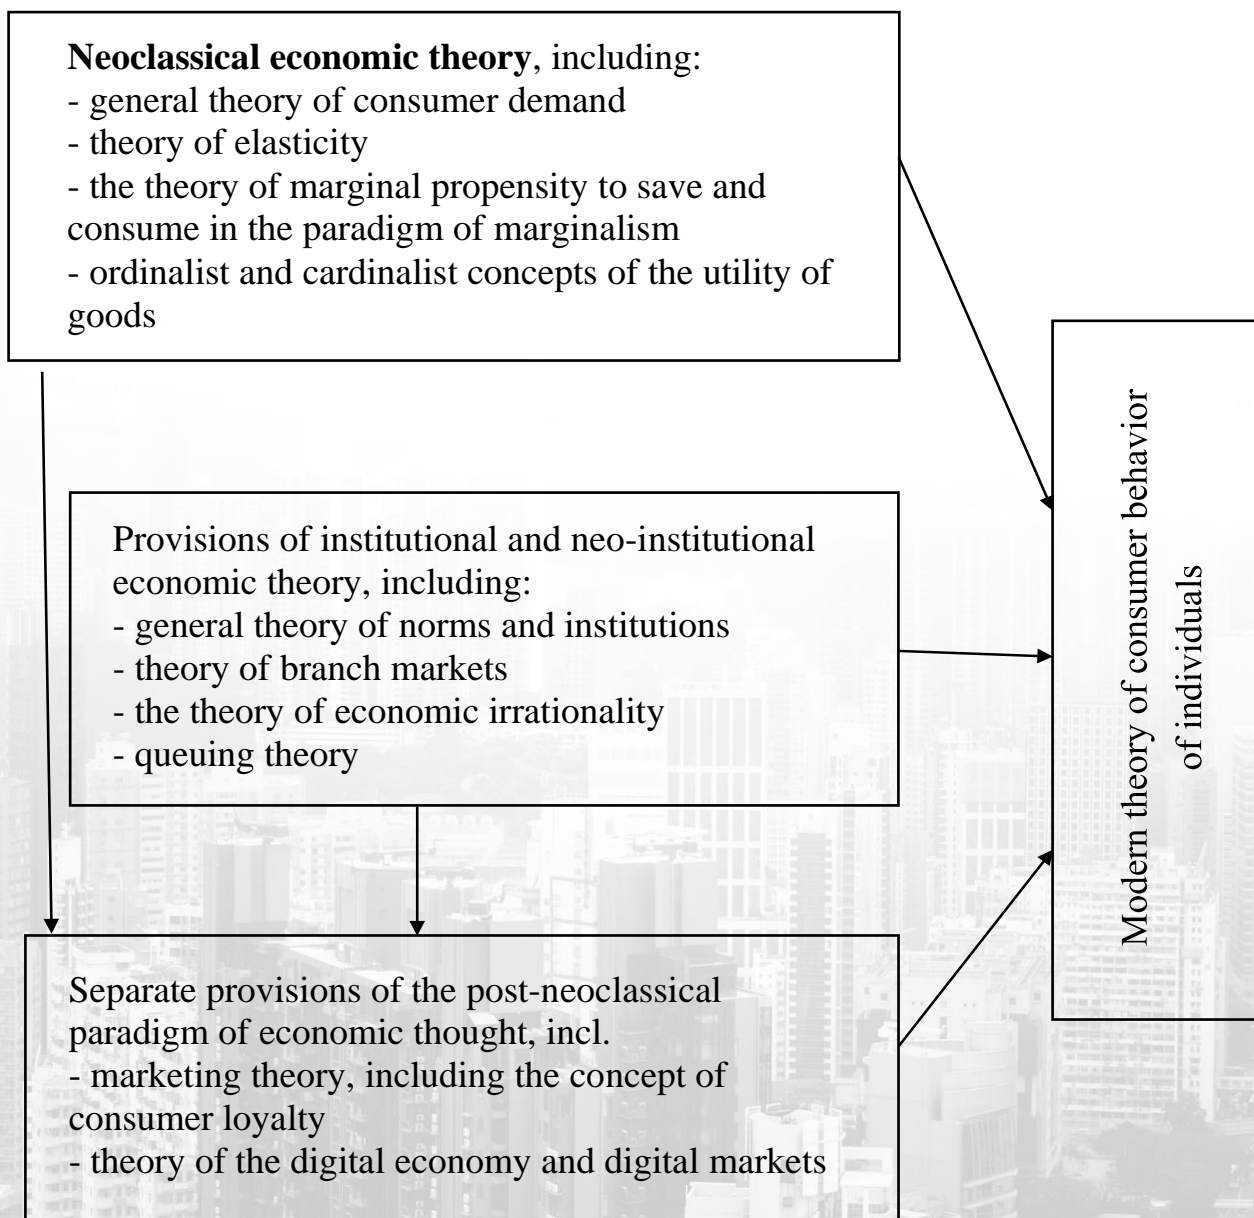 Neoclassical economic theory, including:
- general theory of consumer demand
- theory of elasticity
- the theory of marginal propensity to save and
consume in the paradigm of marginalism
- ordinalist and cardinalist concepts of the utility of
goods
Provisions of institutional and neo-institutional
economic theory, including:
- general theory of norms and institutions
- theory of branch markets
- the theory of economic irrationality
- queuing theory
Separate provisions of the post-neoclassical
paradigm of economic thought, incl.
- marketing theory, including the concept of
consumer loyalty
- theory of the digital economy and digital markets
Modern theory of consumer behavior
of individuals